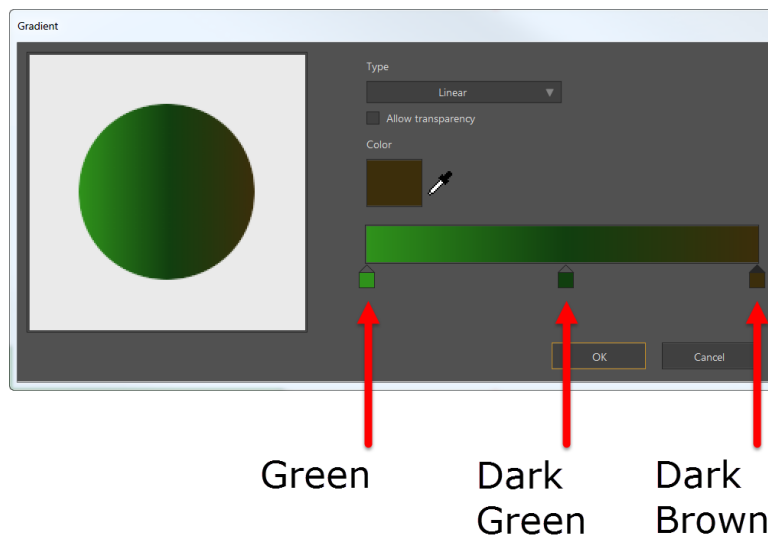 Gradient
Type
Linear
Allow transparency
Color
OK
Cancel
Green
Dark
Green
Dark
Brown